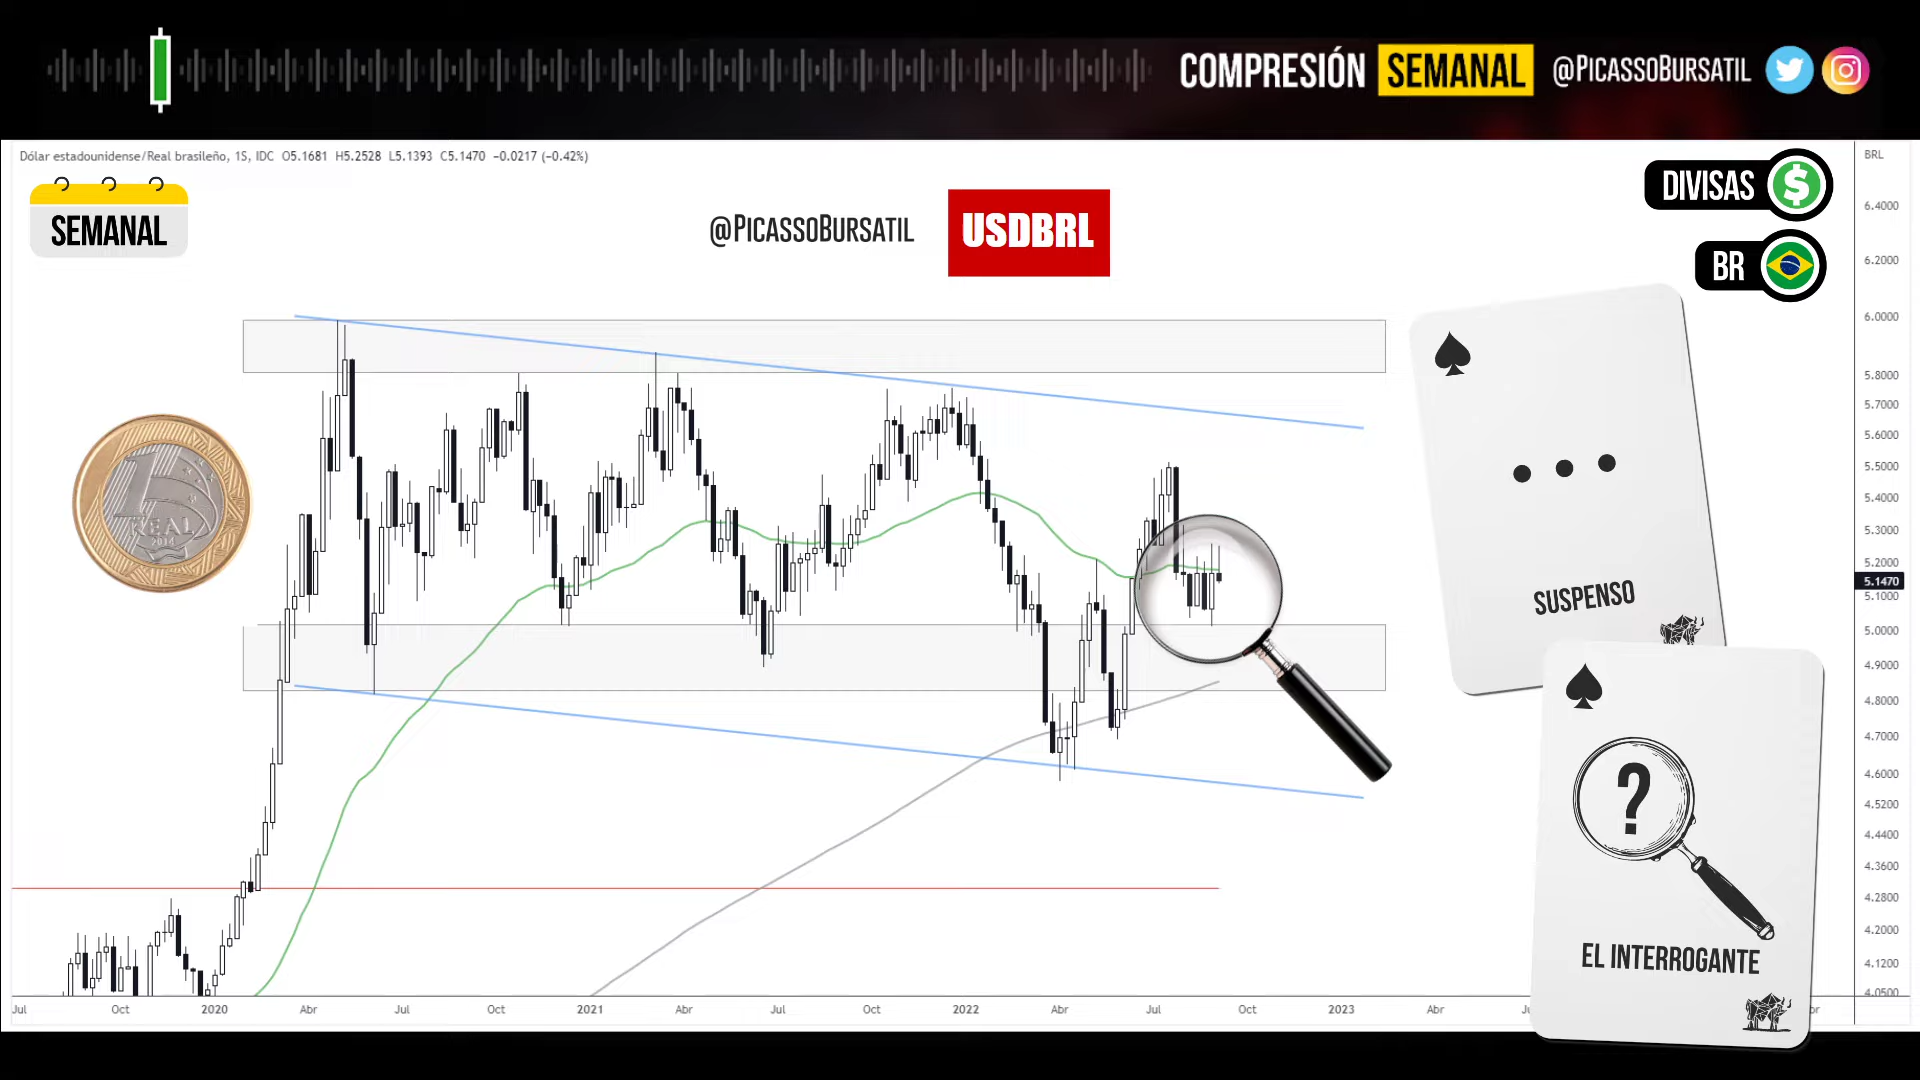 COMPRESIÓN SEMANAL @PICASSOBURSATIL
Dólar estadounidense/Real brasileño, 1S, IDC O5.1681 H5.2528 L5.1393 C5.1470 −0.0217 (−0.42%)
BRL
SEMANAL
@PICASSOBURSATIL
USDBRL
DIVISAS $
BR
6.4000
6.2000
6.0000
5.8000
5.7000
5.6000
5.5000
5.4000
5.3000
5.2000
5.1470
5.1000
5.0000
4.9000
4.8000
4.7000
4.6000
4.5200
4.4400
4.3600
4.2800
4.2000
4.1200
4.0500
1
REAL
2014
SUSPENSO
?
EL INTERROGANTE
Jul Oct 2020 Abr Jul Oct 2021 Abr Jul Oct 2022 Abr Jul Oct 2023 Abr